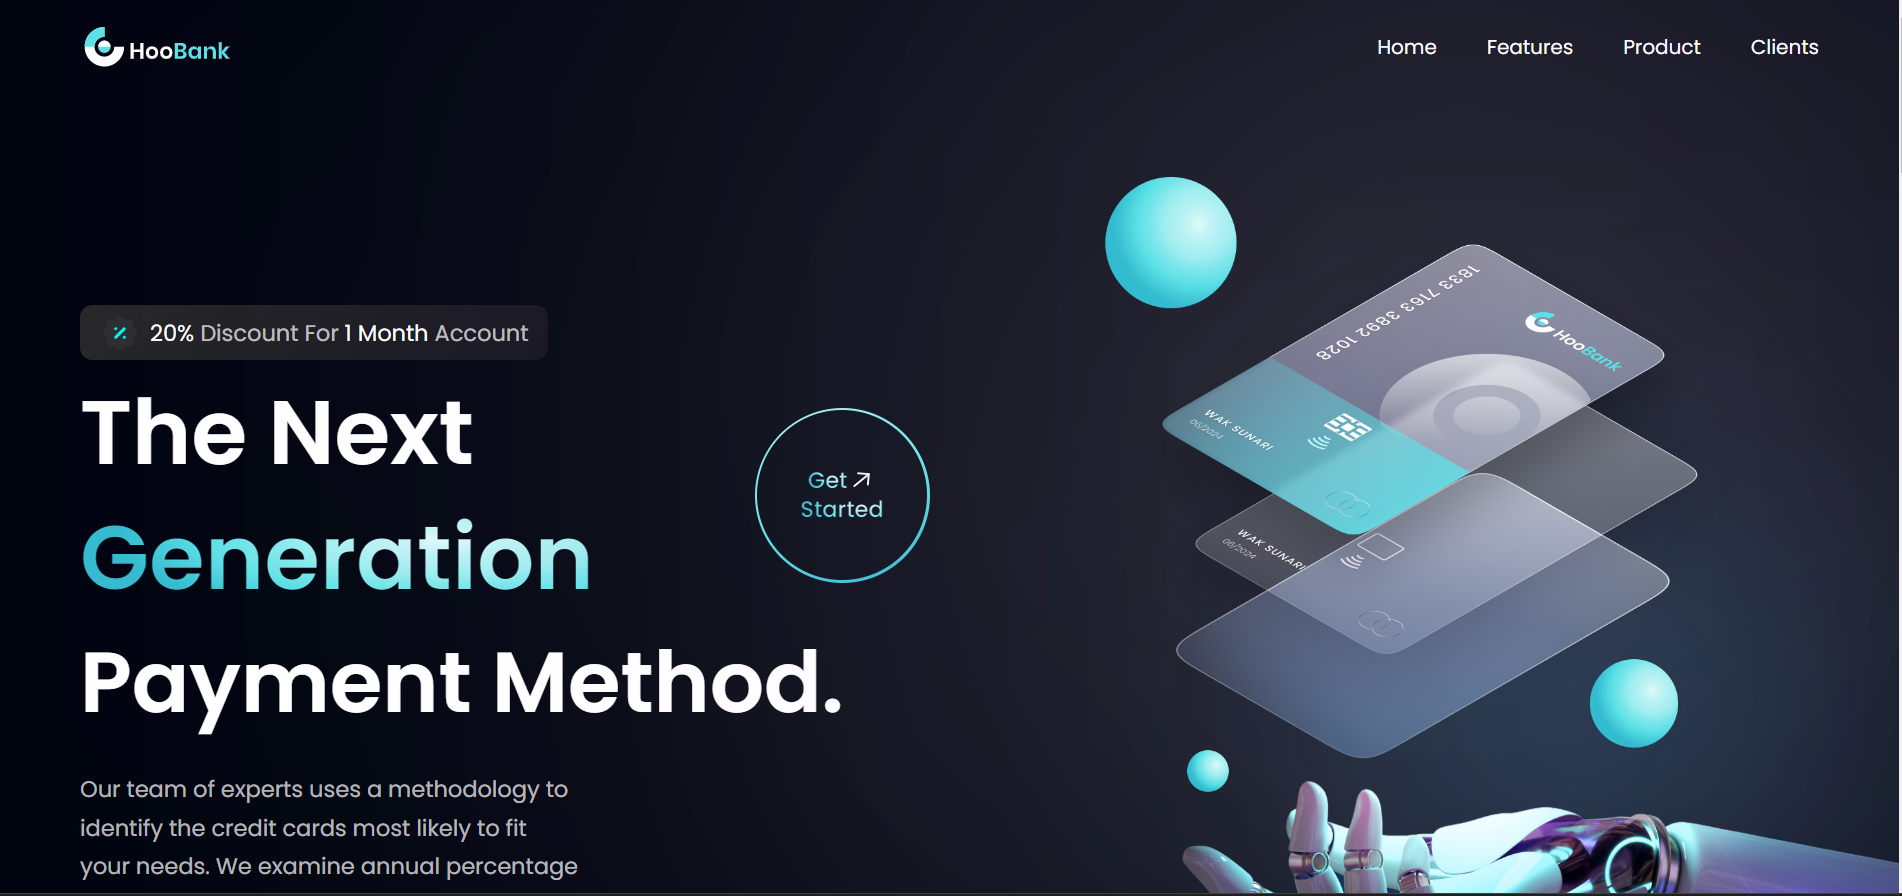 HooBank
Home Features Product Clients
20% Discount For 1 Month Account
The Next
Generation
Payment Method.
Get
Started
Our team of experts uses a methodology to
identify the credit cards most likely to fit
your needs. We examine annual percentage
1833 7163 3892 1028
HooBank
WAK SUNARI
06/2024
WAK SUNARI
06/2024